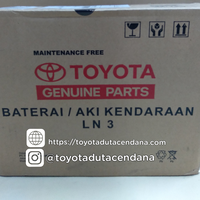 MAINTENANCE FREE
TOYOTA
GENUINE PARTS
BATERAI / AKI KENDARAAN
LN 3
https://toyotadutacendana.com
@toyotadutacendana